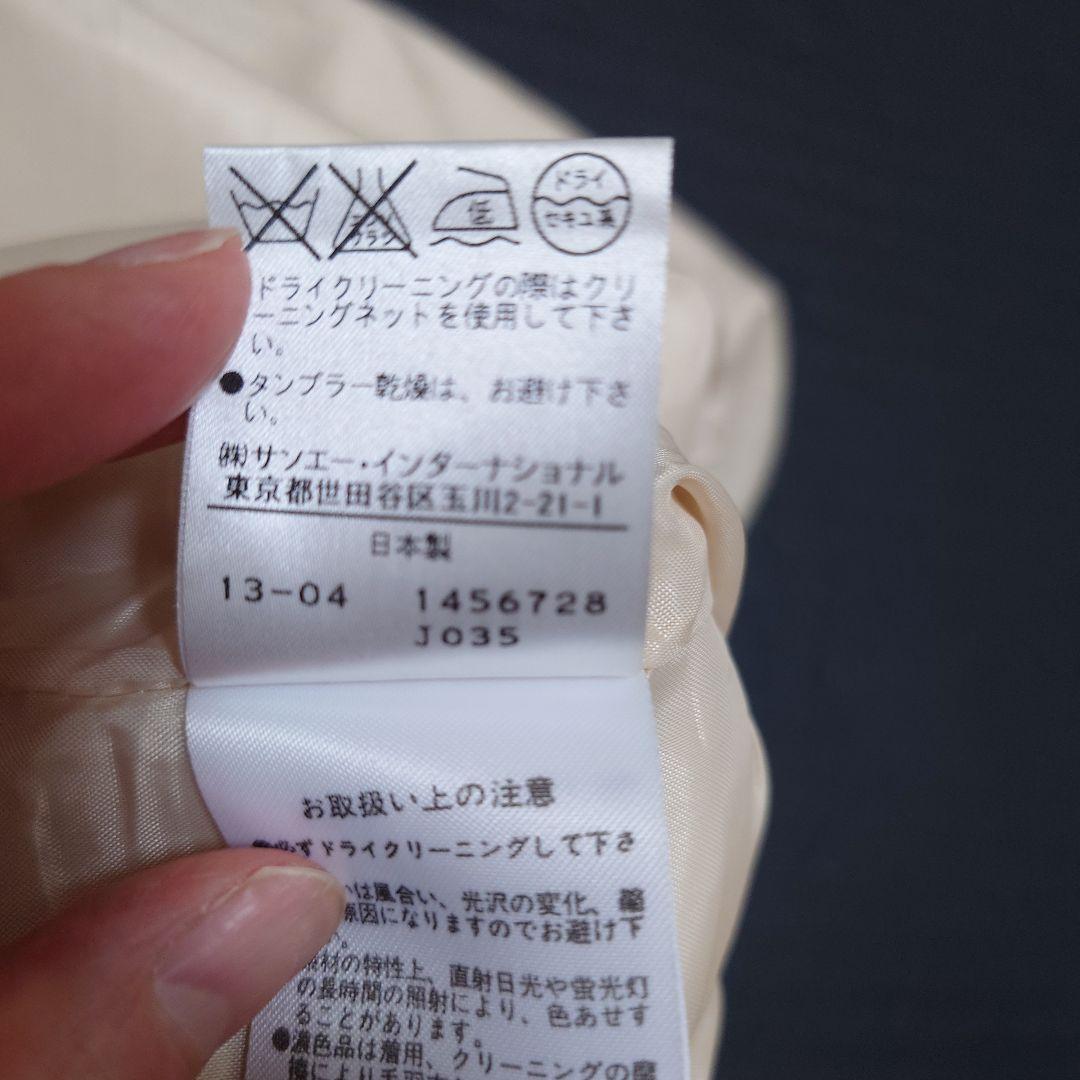 低
ドライ
セキユ系
ドライクリーニングの際はクリ
ーニングネットを使用して下さ
い。
●タンブラー乾燥は、お避け下さ
い。
㈱サンエー・インターナショナル
東京都世田谷区玉川2-21-1
日本製
13-04 1456728
J035
お取扱い上の注意
必ずドライクリーニングして下さ
は風合い、光沢の変化、
原因になりますのでお避け下
素材の特性上、直射日光や蛍光灯
の長時間の照射により、色あせす
ることがあります。
●濃色品は着用、クリーニングの摩
擦により